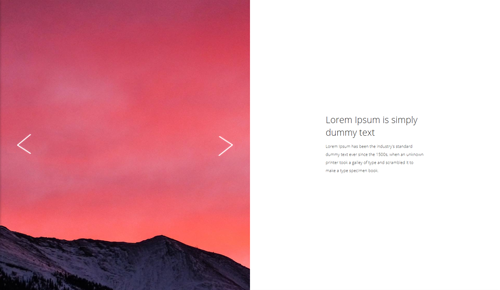 Lorem Ipsum is simply
dummy text
Lorem Ipsum has been the industry's standard
dummy text ever since the 1500s, when an unknown
printer took a galley of type and scrambled it to
make a type specimen book.